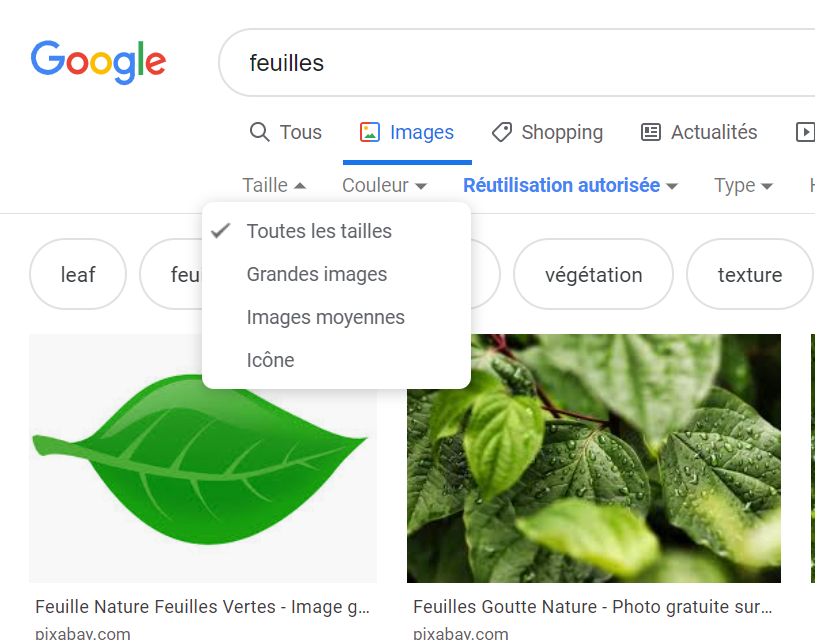 Google
feuilles
Tous Images Shopping Actualités
Taille Couleur Réutilisation autorisée Type
Toutes les tailles
Grandes images
Images moyennes
Icône
leaf feu végétation texture
Feuille Nature Feuilles Vertes - Image g... Feuilles Goutte Nature - Photo gratuite sur...
pixabay.com pixabay.com